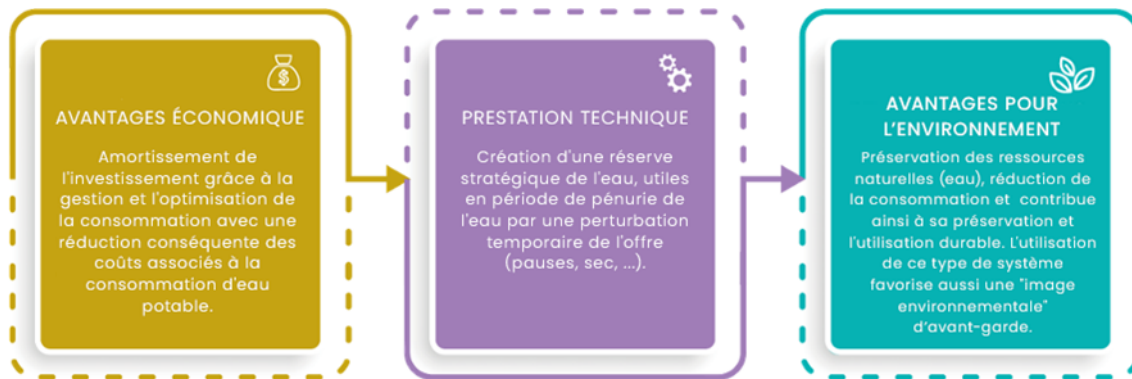 AVANTAGES ÉCONOMIQUE
Amortissement de
l'investissement grâce à la
gestion et l'optimisation de
la consommation avec une
réduction conséquente des
coûts associés à la
consommation d'eau
potable.
PRESTATION TECHNIQUE
Création d'une réserve
stratégique de l'eau, utiles
en période de pénurie de
l'eau par une perturbation
temporaire de l'offre
(pauses, sec, ...).
AVANTAGES POUR
L'ENVIRONNEMENT
Préservation des ressources
naturelles (eau), réduction de
la consommation et contribue
ainsi à sa préservation et
l'utilisation durable. L'utilisation
de ce type de système
favorise aussi une "image
environnementale"
d'avant-garde.